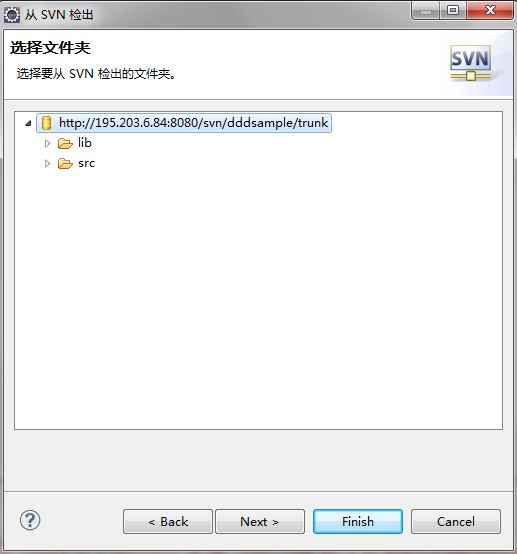 从 SVN 检出
选择文件夹
选择要从 SVN 检出的文件夹。
SVN
http://195.203.6.84:8080/svn/dddsample/trunk
lib
src
?
< Back
Next >
Finish
Cancel